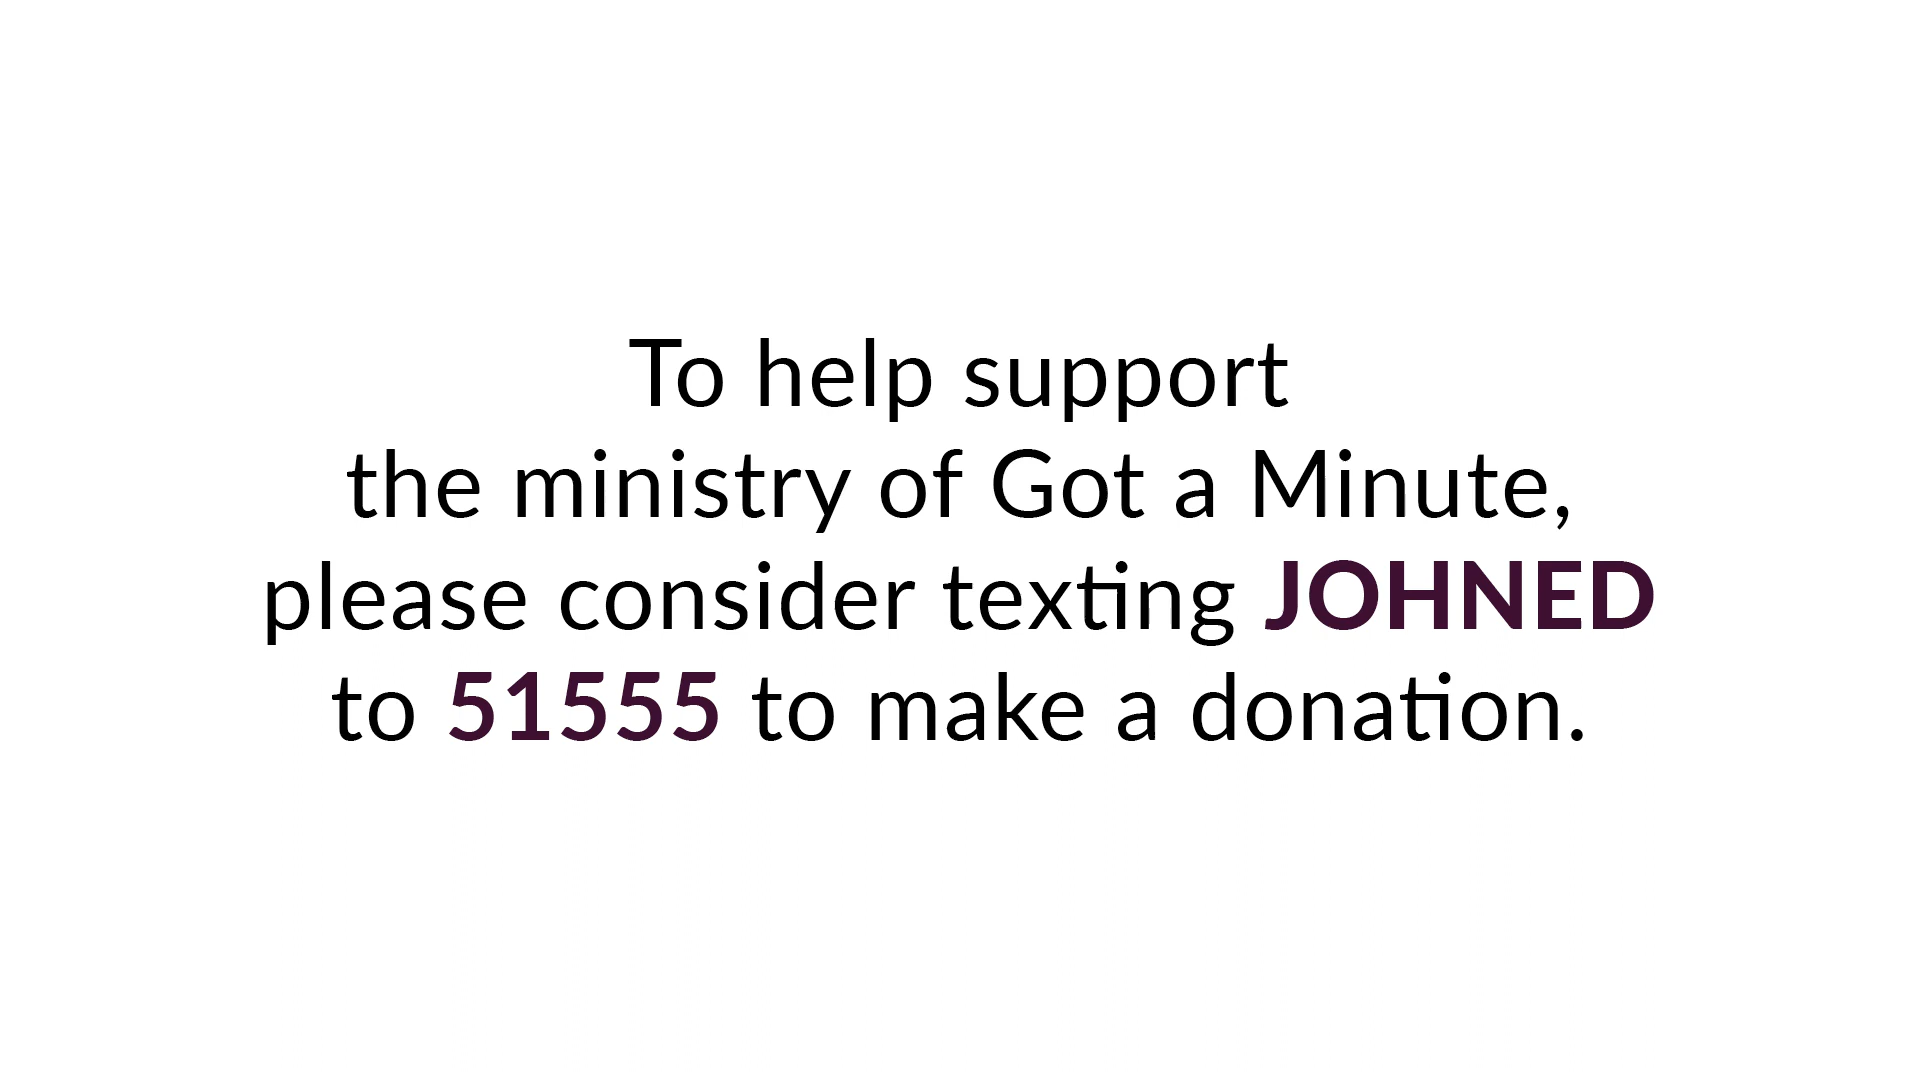 To help support
the ministry of Got a Minute,
please consider texting JOHNED
to 51555 to make a donation.